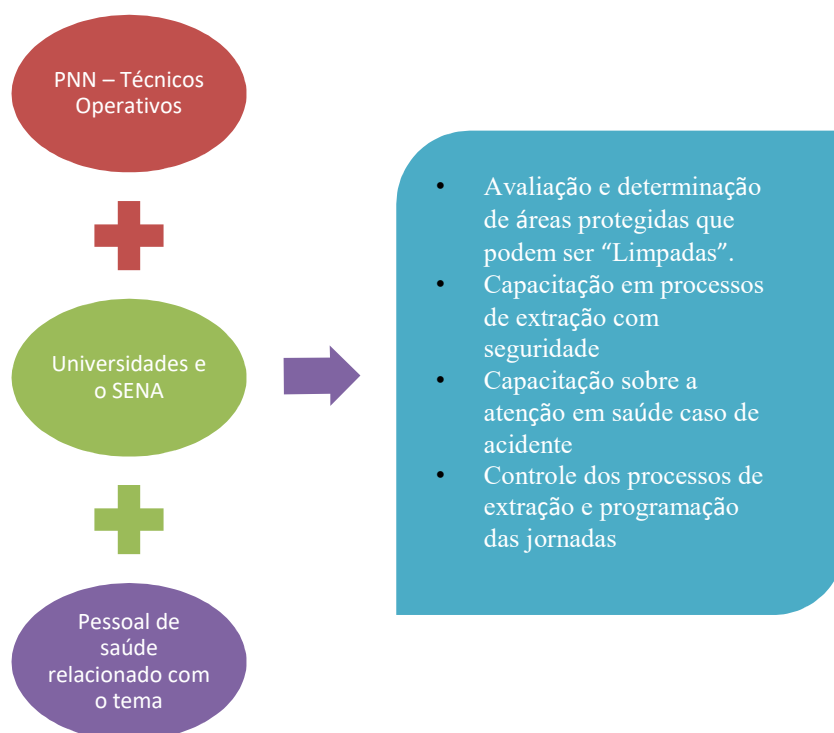 PNN – Técnicos
Operativos
Universidades e
o SENA
Pessoal de
saúde
relacionado com
o tema
• Avaliação e determinação
de áreas protegidas que
podem ser “Limpadas”.
• Capacitação em processos
de extração com
seguridade
• Capacitação sobre a
atenção em saúde caso de
acidente
• Controle dos processos de
extração e programação
das jornadas